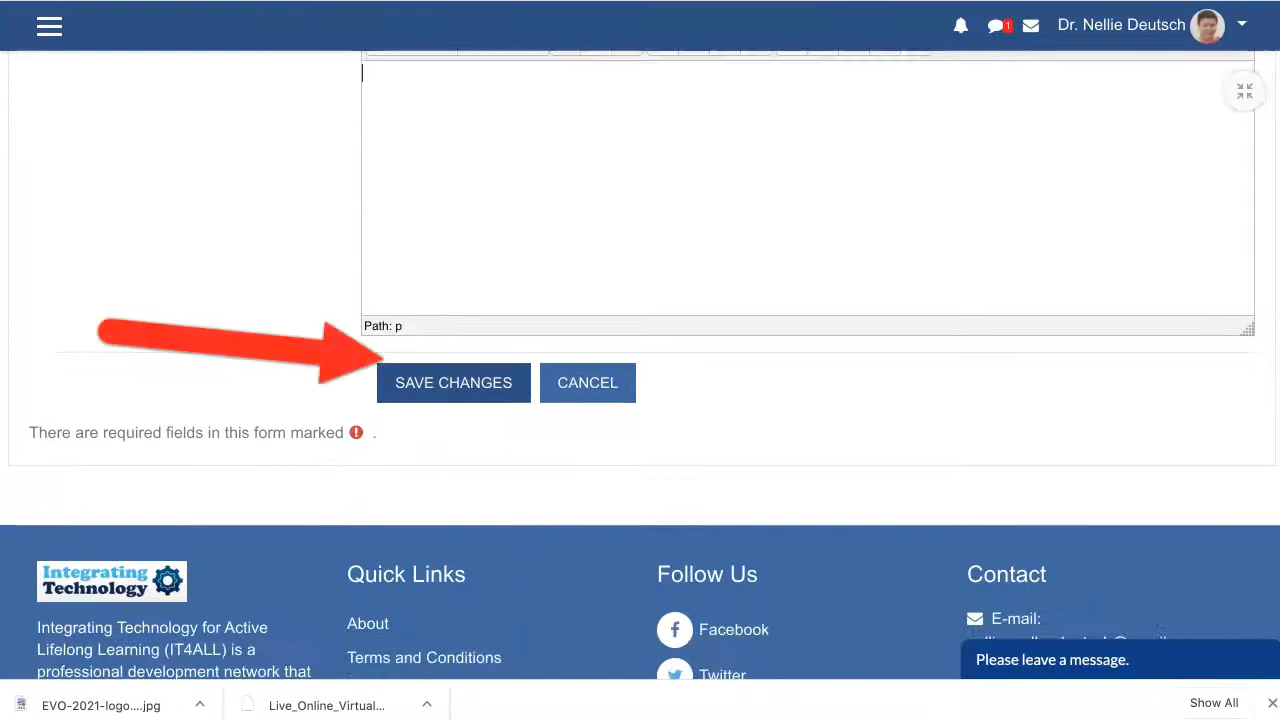 1
Dr. Nellie Deutsch
Path: p
SAVE CHANGES
CANCEL
There are required fields in this form marked .
Integrating
Technology
Integrating Technology for Active
Lifelong Learning (IT4ALL) is a
professional development network that
Quick Links
About
Terms and Conditions
Follow Us
Facebook
Twitter
Contact
E-mail:
Please leave a message.
EVO-2021-logo....jpg
Live_Online_Virtual...
Show All